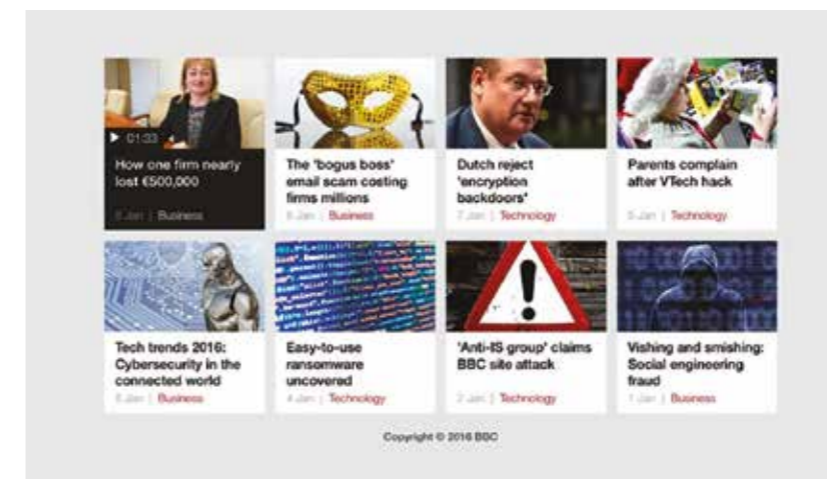 01:33
How one firm nearly
lost €500,000
8 Jan | Business
The 'bogus boss'
email scam costing
firms millions
8 Jan | Business
Dutch reject
'encryption
backdoors'
7 Jan | Technology
Parents complain
after VTech hack
5 Jan | Technology
Tech trends 2016:
Cybersecurity in the
connected world
5 Jan | Business
Easy-to-use
ransomware
uncovered
4 Jan | Technology
'Anti-IS group' claims
BBC site attack
2 Jan | Technology
Vishing and smishing:
Social engineering
fraud
1 Jan | Business
Copyright © 2016 BBC